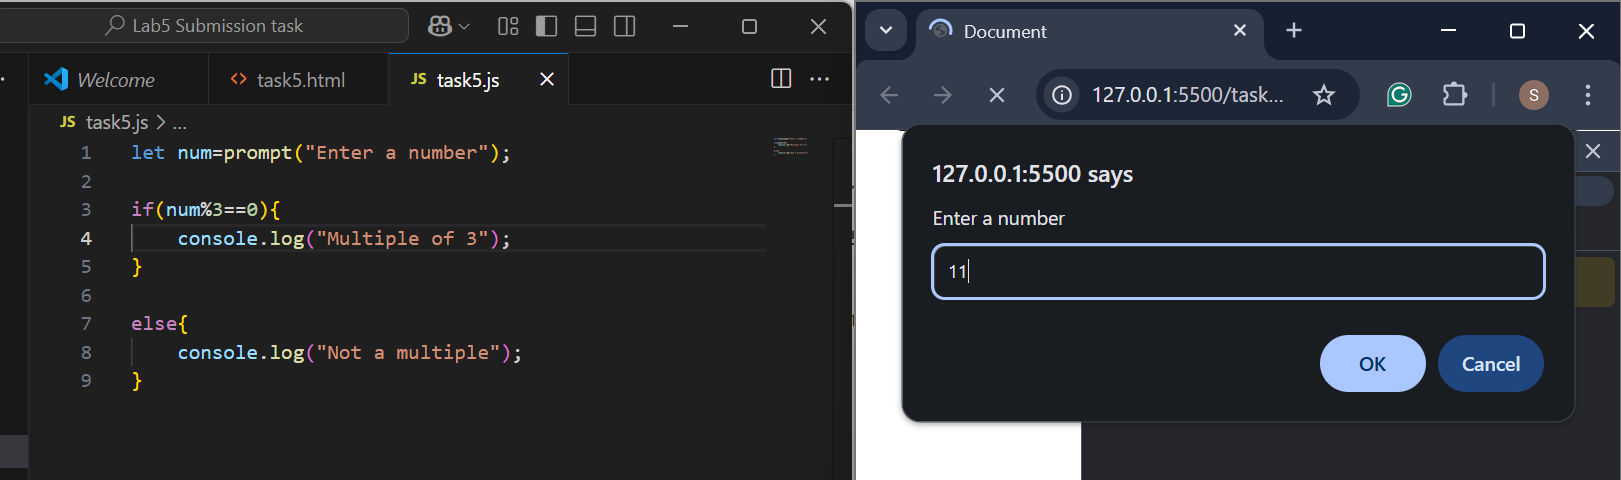 Lab5 Submission task
Welcome
task5.html
JS task5.js
JS task5.js > ...
1 let num=prompt("Enter a number");
2
3 if(num%3==0){
4     console.log("Multiple of 3");
5 }
6
7 else{
8     console.log("Not a multiple");
9 }
Document
127.0.0.1:5500/task...
S
127.0.0.1:5500 says
Enter a number
11
OK
Cancel